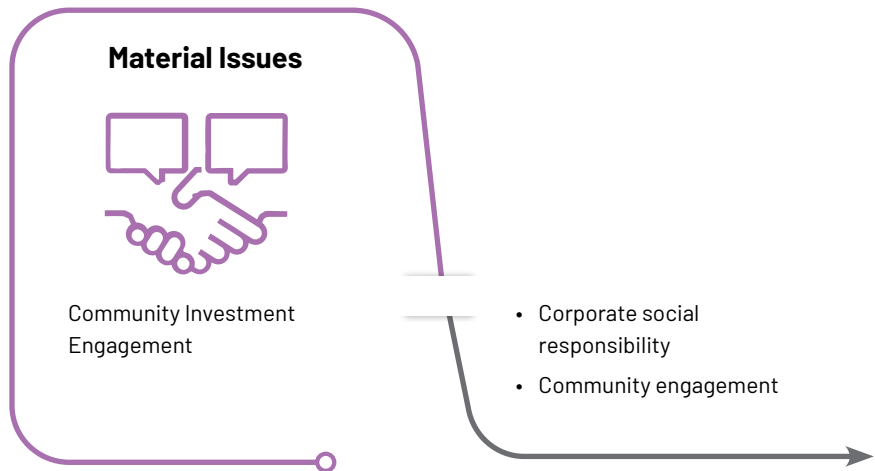 Material Issues
Community Investment
Engagement
• Corporate social
responsibility
• Community engagement